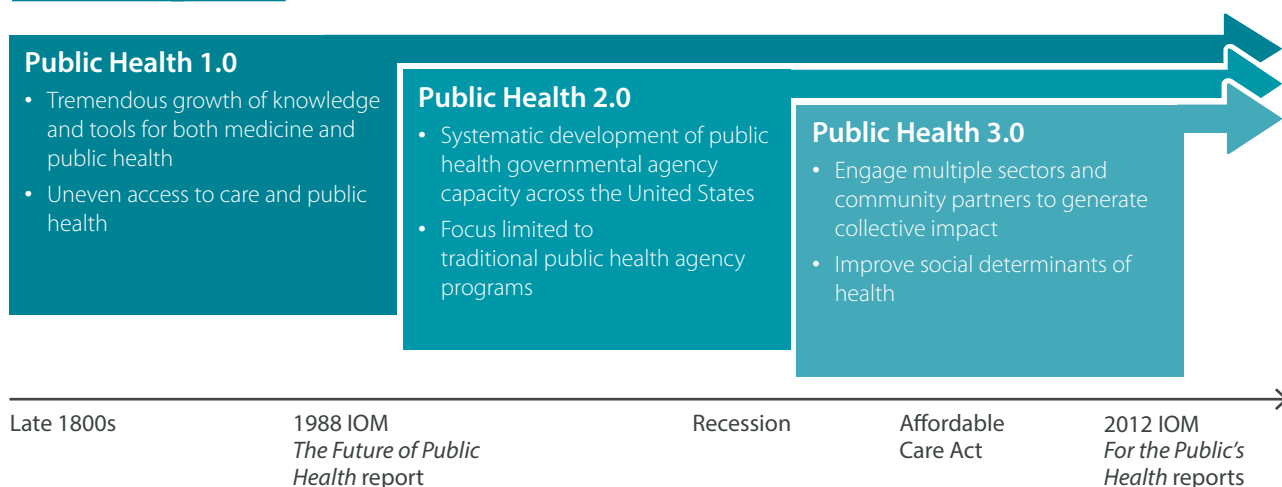 Public Health 1.0
• Tremendous growth of knowledge
and tools for both medicine and
public health
• Uneven access to care and public
health
Public Health 2.0
• Systematic development of public
health governmental agency
capacity across the United States
• Focus limited to
traditional public health agency
programs
Public Health 3.0
• Engage multiple sectors and
community partners to generate
collective impact
• Improve social determinants of
health
Late 1800s
1988 IOM
The Future of Public
Health report
Recession
Affordable
Care Act
2012 IOM
For the Public's
Health reports